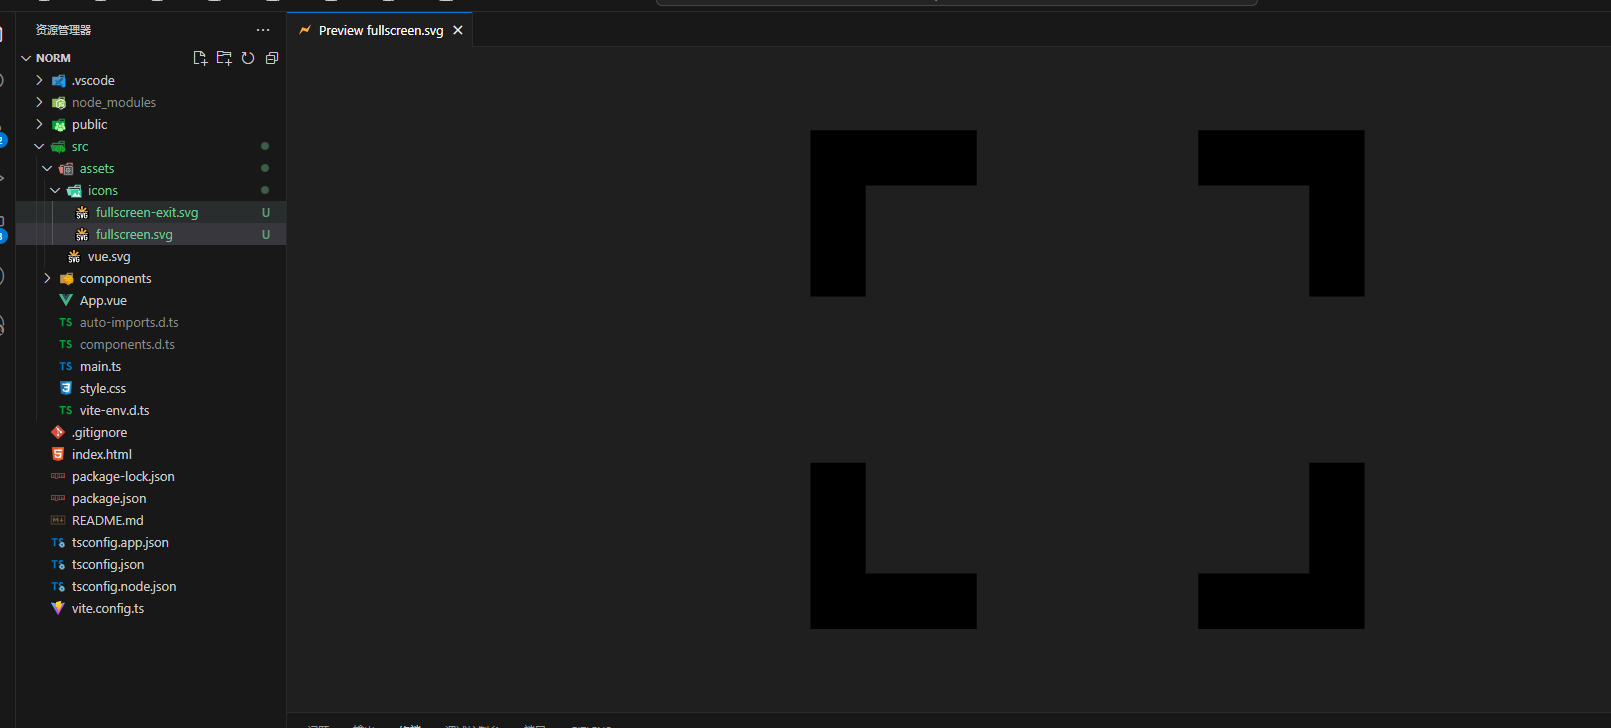 资源管理器
Preview fullscreen.svg
NORM
.vscode
node_modules
public
src
assets
icons
fullscreen-exit.svg U
fullscreen.svg U
vue.svg
components
App.vue
TS auto-imports.d.ts
TS components.d.ts
TS main.ts
style.css
TS vite-env.d.ts
.gitignore
index.html
package-lock.json
package.json
README.md
tsconfig.app.json
tsconfig.json
tsconfig.node.json
vite.config.ts